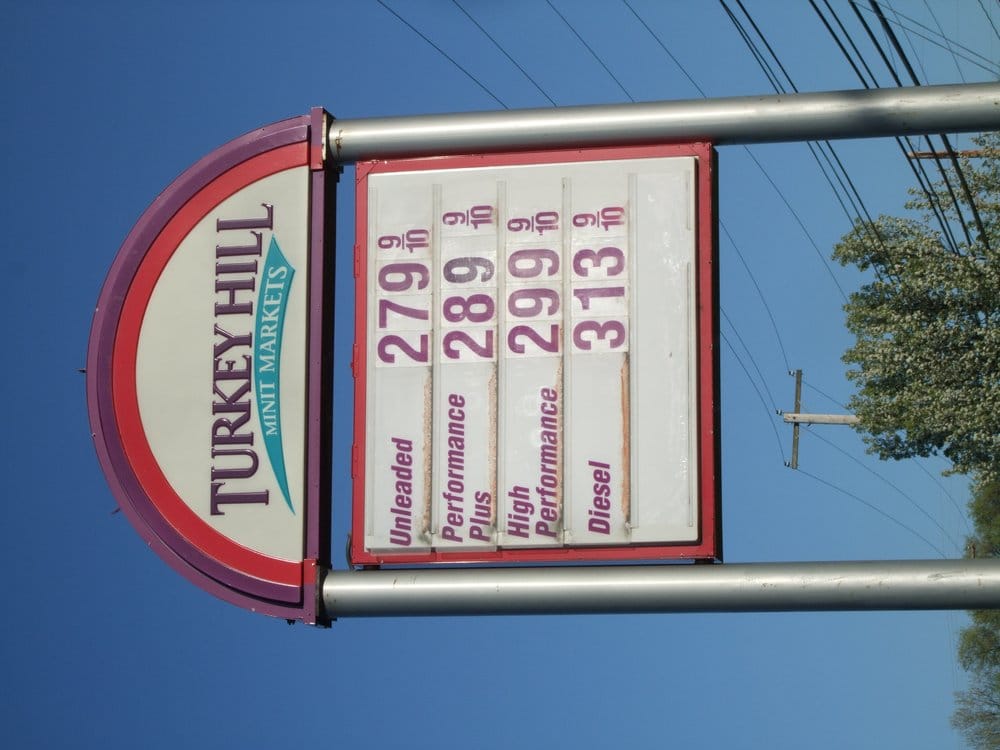 TURKEY HILL
MINIT MARKETS
Unleaded 279 9/10
Performance Plus 289 9/10
High Performance 299 9/10
Diesel 313 9/10